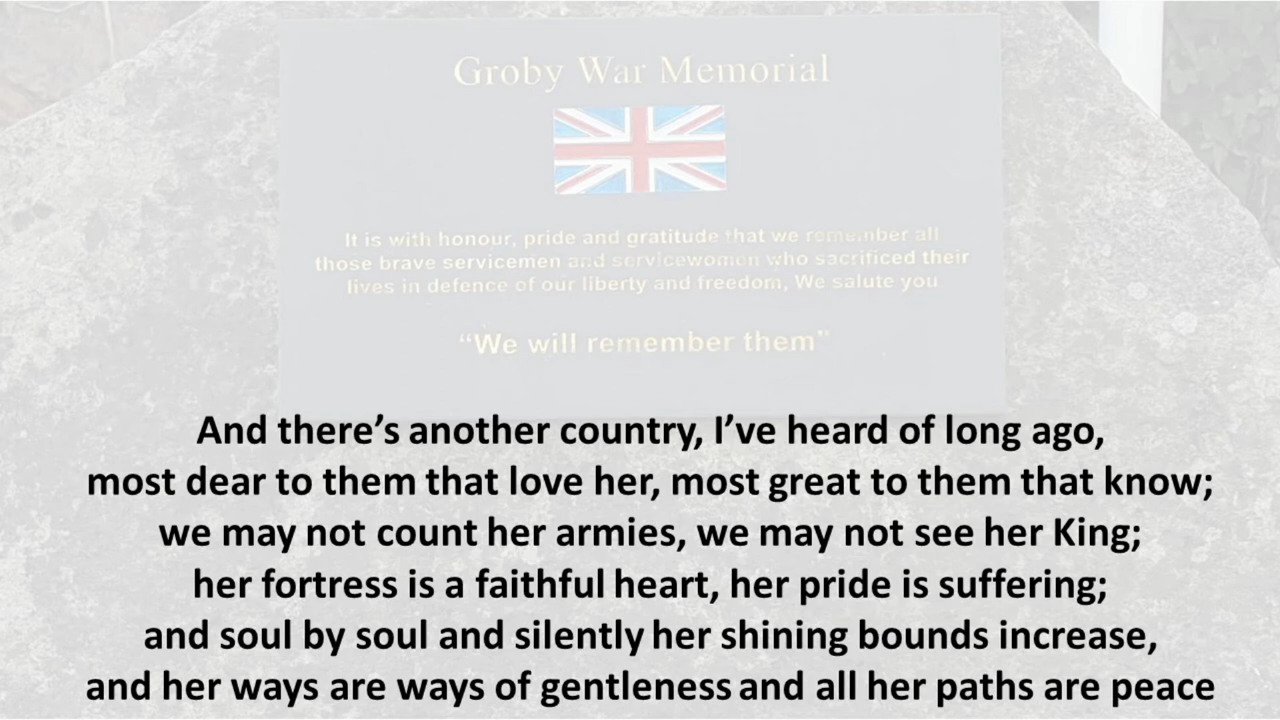 Groby War Memorial
It is with honour, pride and gratitude that we remember all
those brave servicemen and servicewomen who sacrificed their
lives in defence of our liberty and freedom, We salute you
“We will remember them”
And there’s another country, I’ve heard of long ago,
most dear to them that love her, most great to them that know;
we may not count her armies, we may not see her King;
her fortress is a faithful heart, her pride is suffering;
and soul by soul and silently her shining bounds increase,
and her ways are ways of gentleness and all her paths are peace